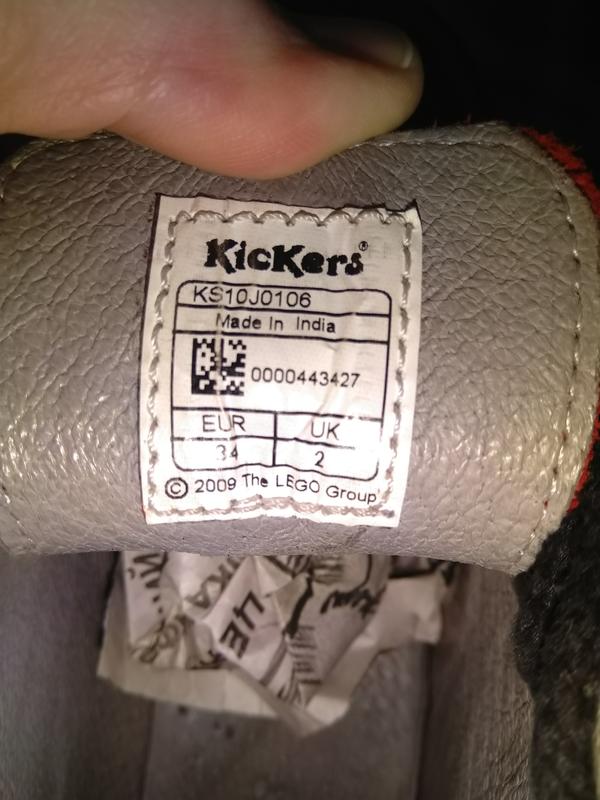 Kickers®
KS10J0106
Made In India
0000443427
EUR UK
34 2
© 2009 The LEGO Group